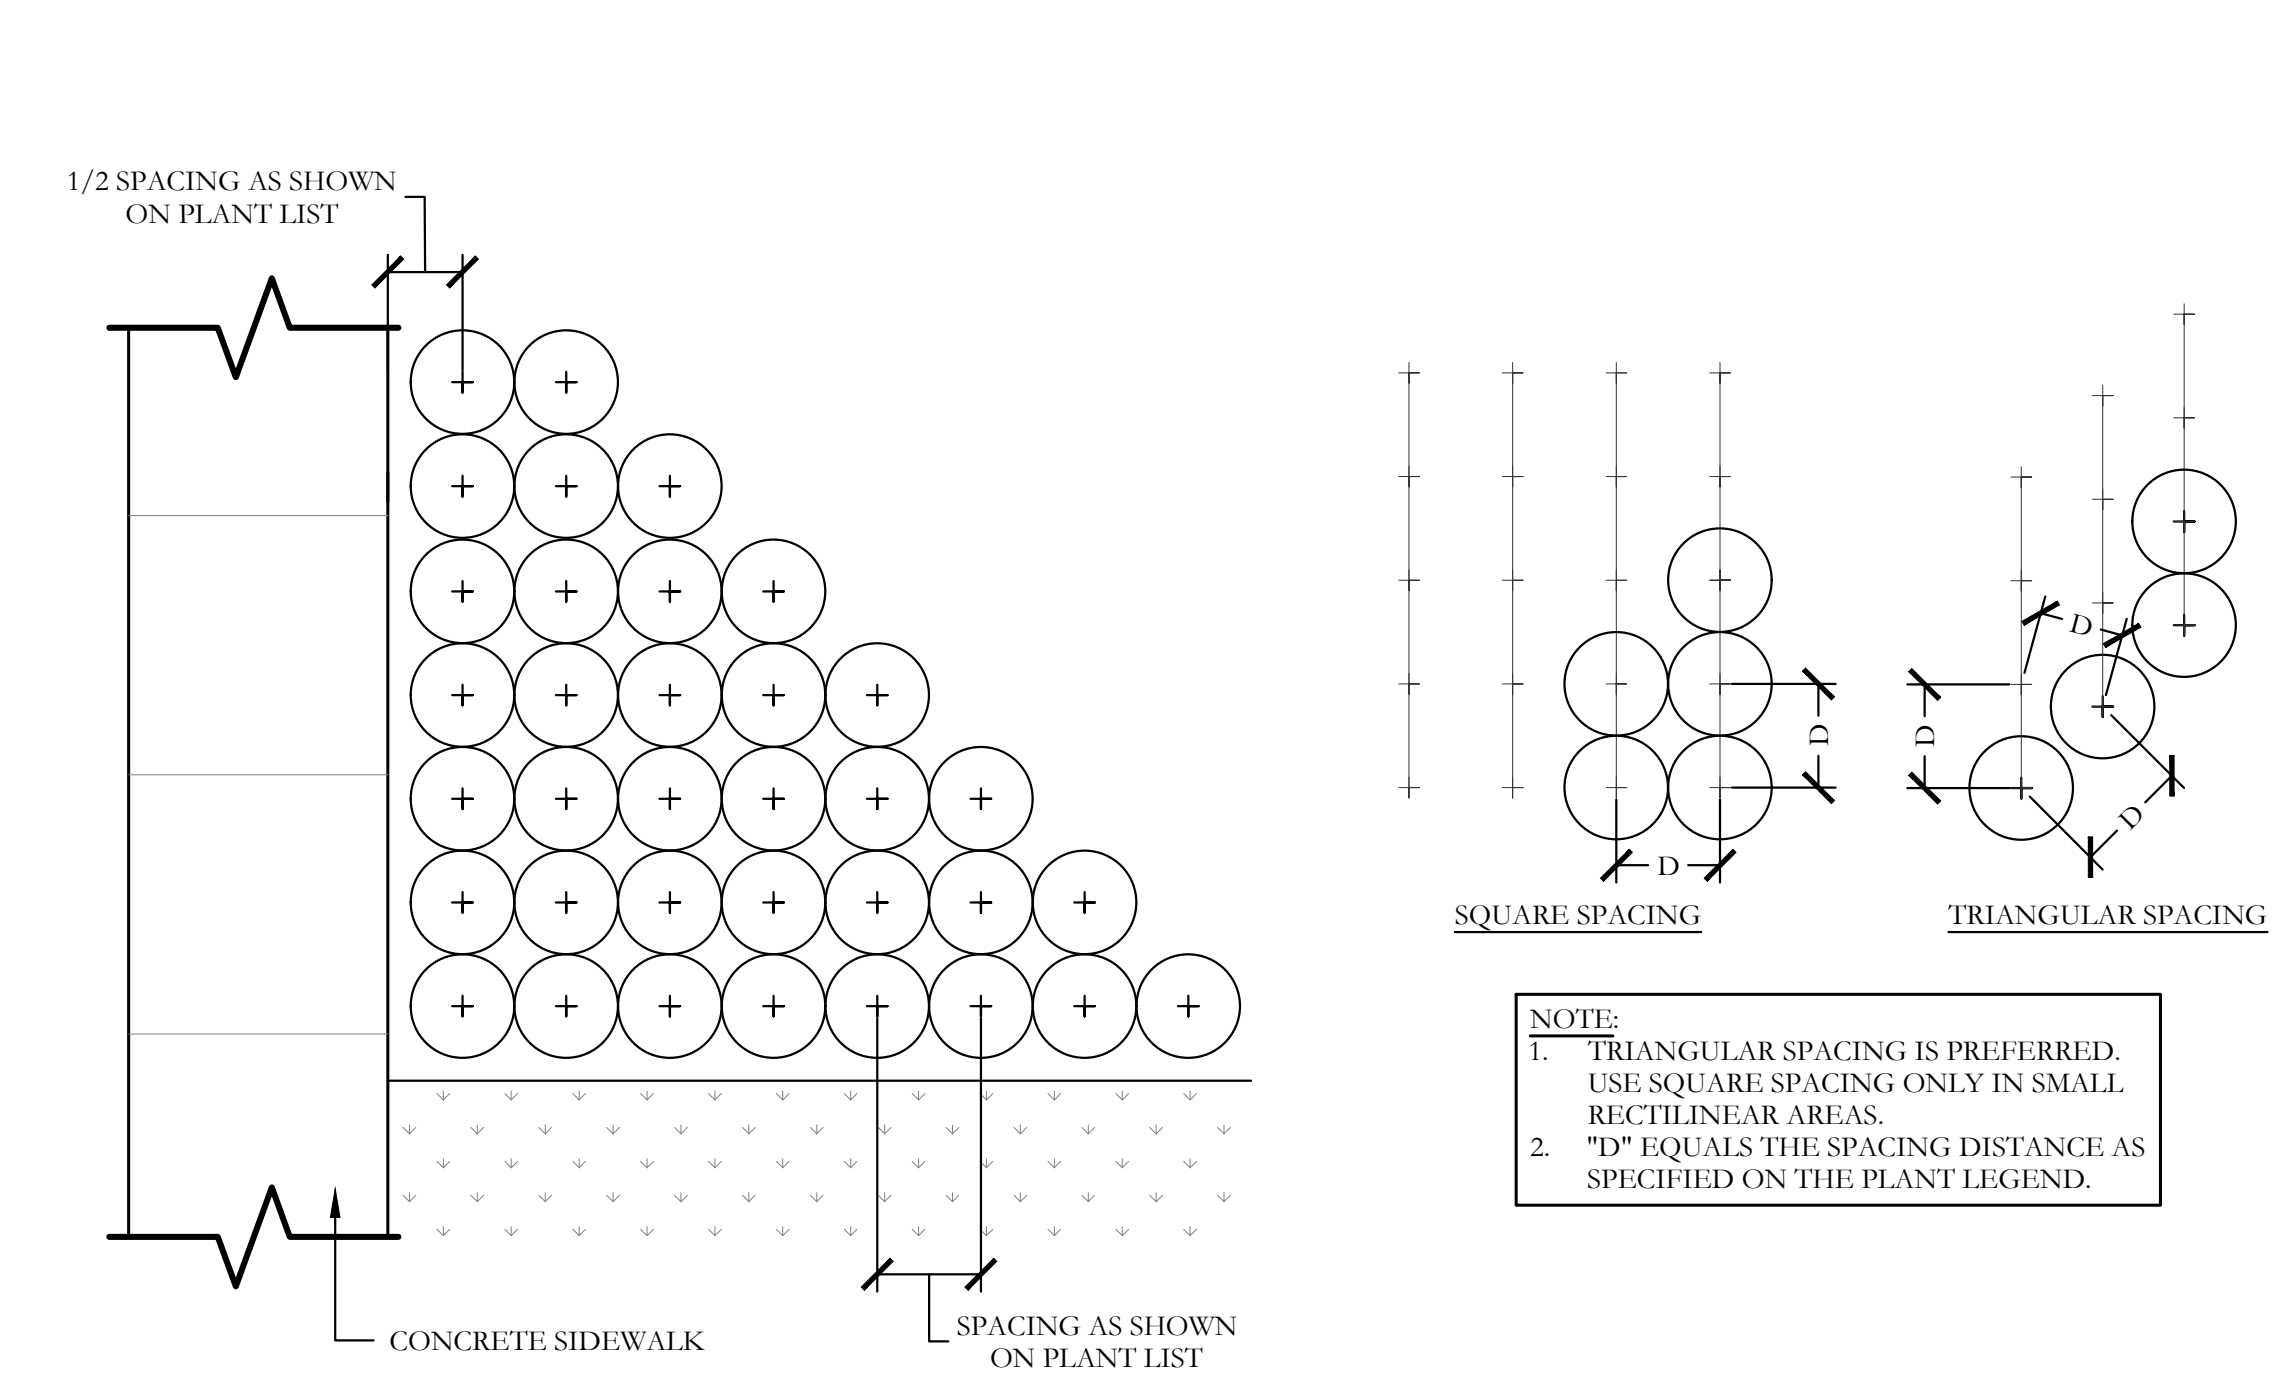 1/2 SPACING AS SHOWN
ON PLANT LIST
CONCRETE SIDEWALK
SPACING AS SHOWN
ON PLANT LIST
D
D
SQUARE SPACING
D
D
D
TRIANGULAR SPACING
NOTE:
1. TRIANGULAR SPACING IS PREFERRED.
USE SQUARE SPACING ONLY IN SMALL
RECTILINEAR AREAS.
2. "D" EQUALS THE SPACING DISTANCE AS
SPECIFIED ON THE PLANT LEGEND.